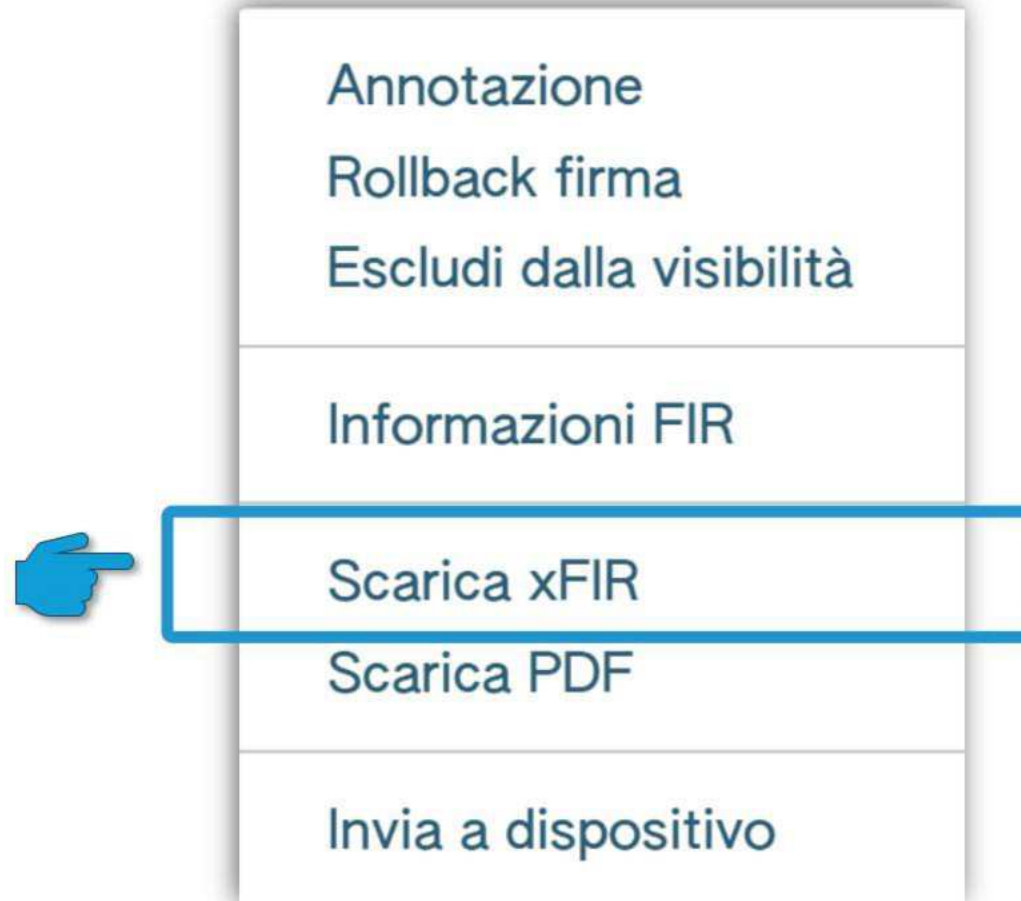 Annotazione
Rollback firma
Escludi dalla visibilità
Informazioni FIR
Scarica xFIR
Scarica PDF
Invia a dispositivo